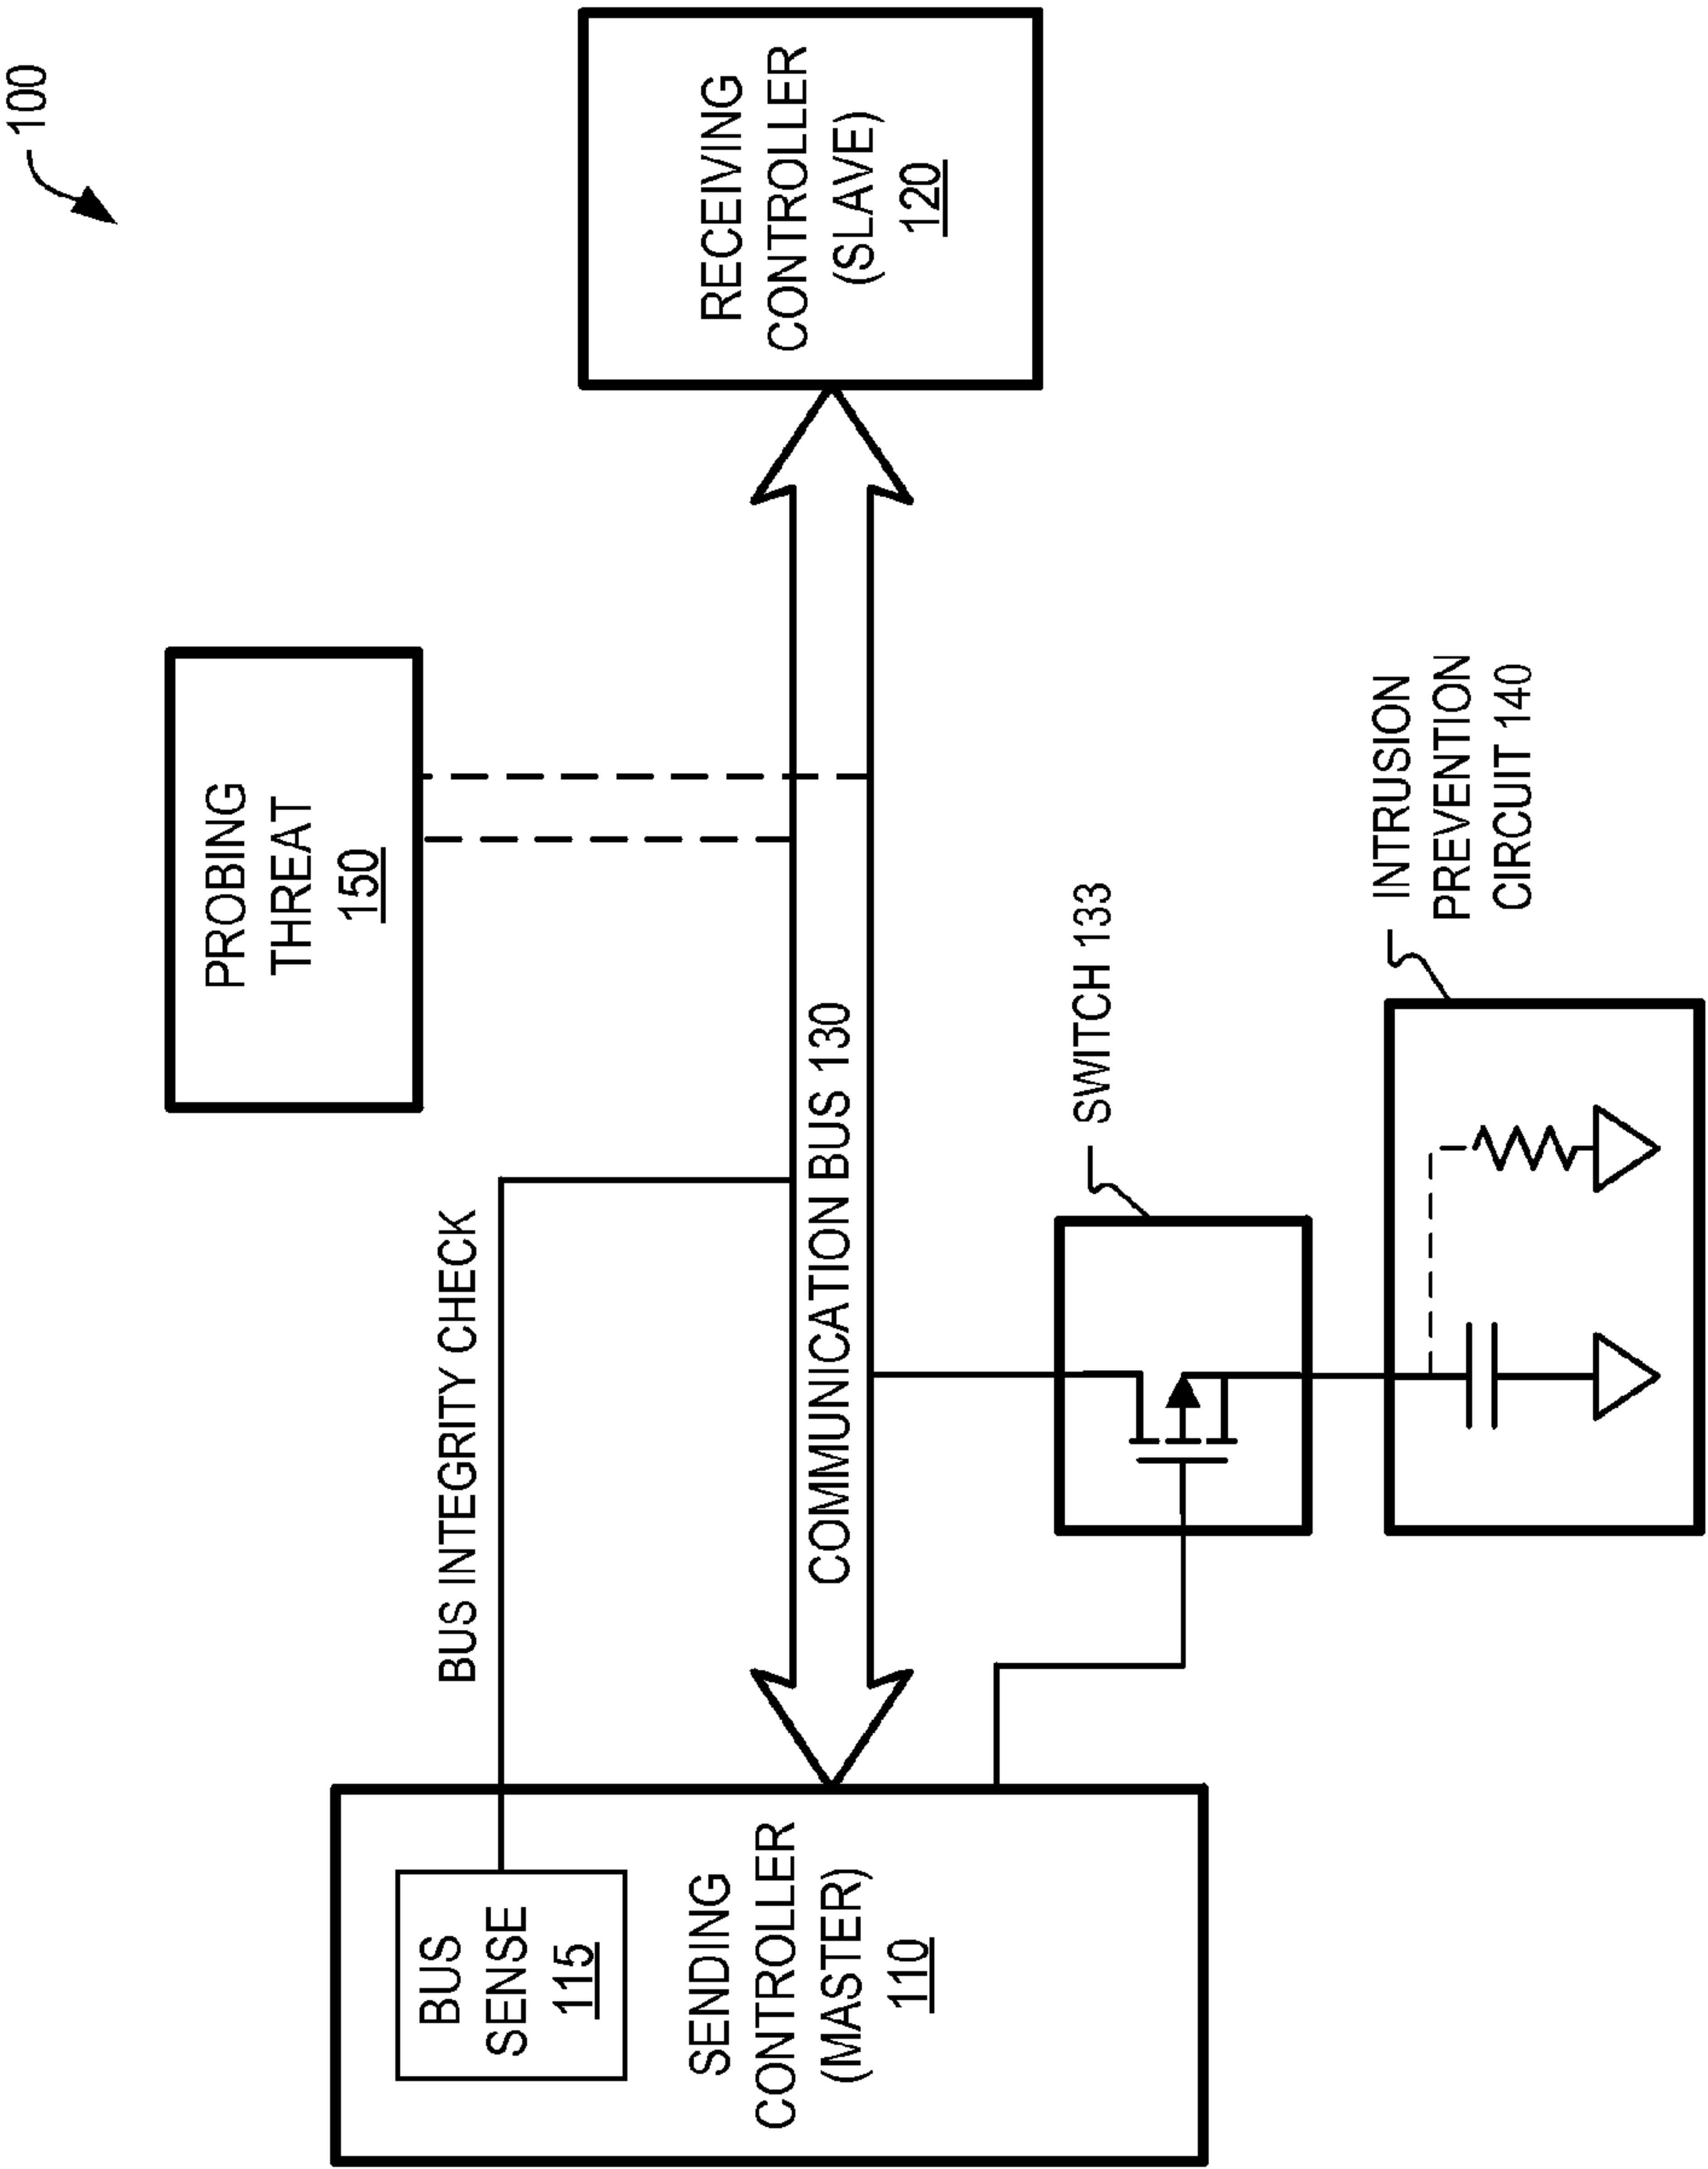 100
PROBING
THREAT
150
BUS INTEGRITY CHECK
BUS
SENSE
115
SENDING
CONTROLLER
(MASTER)
110
COMMUNICATION BUS 130
RECEIVING
CONTROLLER
(SLAVE)
120
SWITCH 133
INTRUSION
PREVENTION
CIRCUIT 140